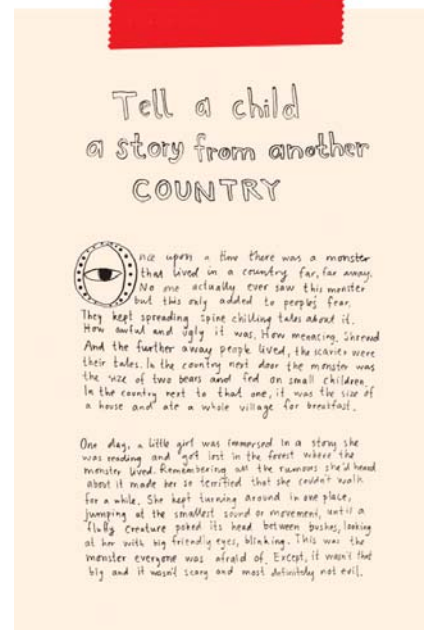 Tell a child
a story from another
COUNTRY
Once upon a time there was a monster
that lived in a country far, far away.
No one actually ever saw this monster
but this only added to people's fear.
They kept spreading spine chilling tales about it.
How awful and ugly it was. How menacing. Shrewd
And the further away people lived, the scarier were
their tales. In the country next door the monster was
the size of two bears and fed on small children.
In the country next to that one, it was the size of
a house and ate a whole village for breakfast.
One day, a little girl was immersed in a story she
was reading and got lost in the forest where the
monster lived. Remembering all the rumours she'd heard
about it made her so terrified that she couldn't walk
for a while. She kept turning around in one place,
jumping at the smallest sound or movement, until a
fluffy creature poked its head between bushes, looking
at her with big friendly eyes, blinking. This was the
monster everyone was afraid of. Except, it wasn't that
big and it wasn't scary and most definitely not evil.